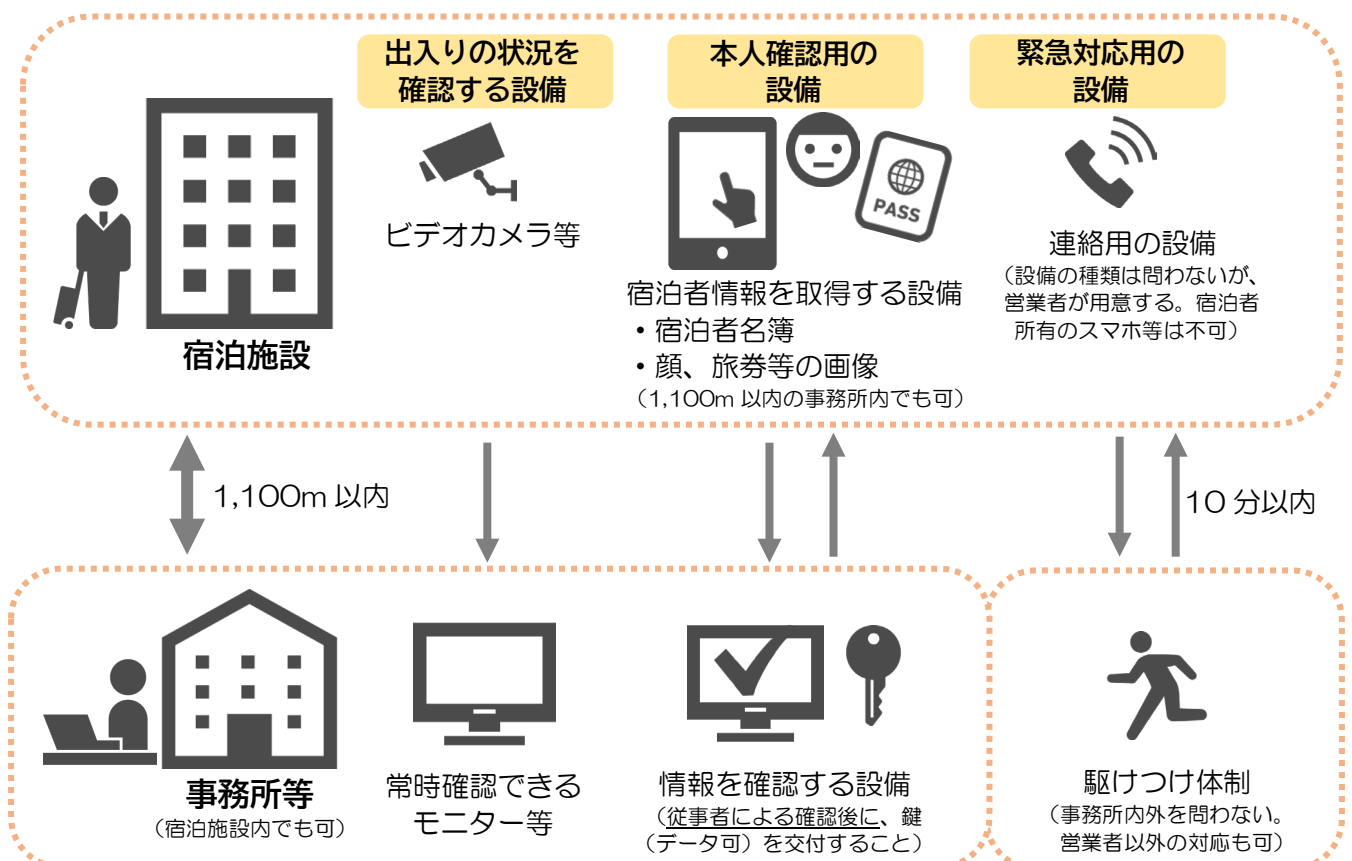 出入りの状況を
確認する設備
本人確認用の
設備
緊急対応用の
設備
PASS
ビデオカメラ等
宿泊者情報を取得する設備
・宿泊者名簿
・顔、旅券等の画像
（1,100m 以内の事務所内でも可）
連絡用の設備
（設備の種類は問わないが、
営業者が用意する。宿泊者
所有のスマホ等は不可）
宿泊施設
1,100m 以内
10 分以内
事務所等
（宿泊施設内でも可）
常時確認できる
モニター等
情報を確認する設備
（従事者による確認後に、鍵
（データ可）を交付すること）
駆けつけ体制
（事務所内外を問わない。
営業者以外の対応も可）